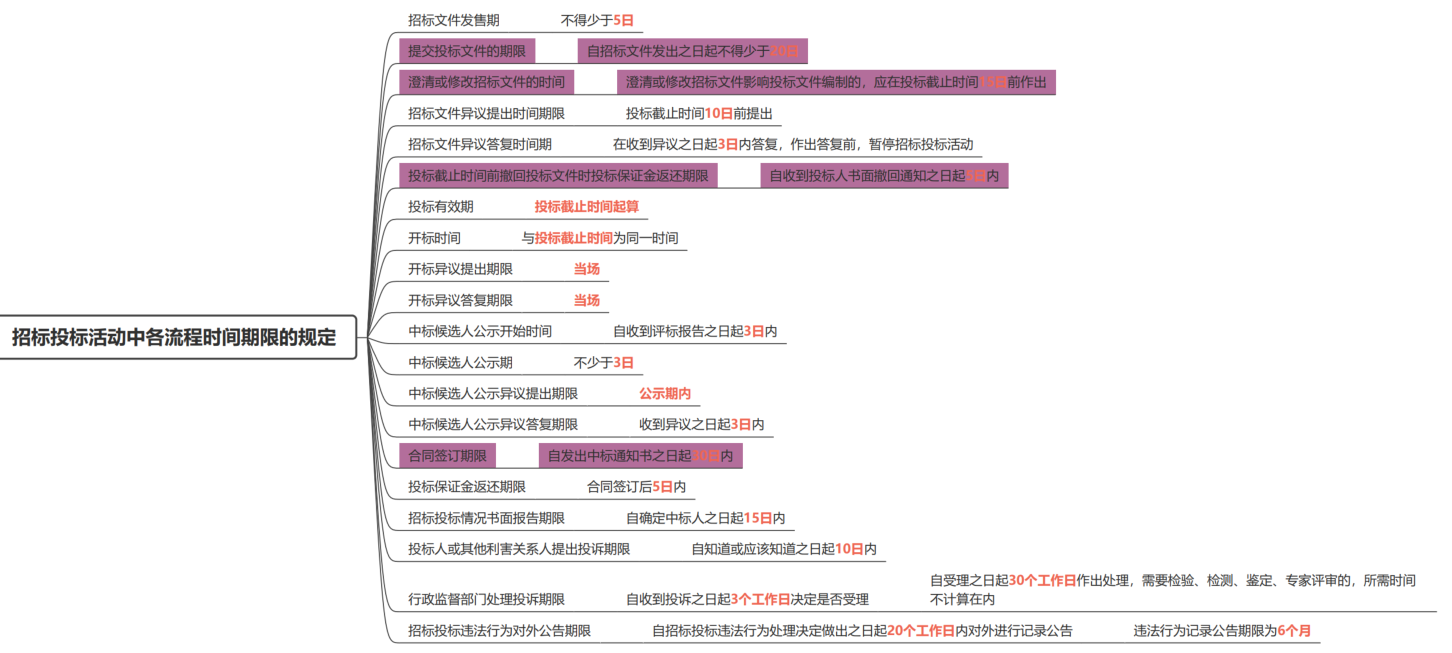 招标投标活动中各流程时间期限的规定
招标文件发售期 不得少于5日
提交投标文件的期限 自招标文件发出之日起不得少于20日
澄清或修改招标文件的时间 澄清或修改招标文件影响投标文件编制的，应在投标截止时间15日前作出
招标文件异议提出时间期限 投标截止时间10日前提出
招标文件异议答复时间期 在收到异议之日起3日内答复，作出答复前，暂停招标投标活动
投标截止时间前撤回投标文件时投标保证金返还期限 自收到投标人书面撤回通知之日起5日内
投标有效期 投标截止时间起算
开标时间 与投标截止时间为同一时间
开标异议提出期限 当场
开标异议答复期限 当场
中标候选人公示开始时间 自收到评标报告之日起3日内
中标候选人公示期 不少于3日
中标候选人公示异议提出期限 公示期内
中标候选人公示异议答复期限 收到异议之日起3日内
合同签订期限 自发出中标通知书之日起30日内
投标保证金返还期限 合同签订后5日内
招标投标情况书面报告期限 自确定中标人之日起15日内
投标人或其他利害关系人提出投诉期限 自知道或应该知道之日起10日内
行政监督部门处理投诉期限 自收到投诉之日起3个工作日决定是否受理
自受理之日起30个工作日作出处理，需要检验、检测、鉴定、专家评审的，所需时间
不计算在内
招标投标违法行为对外公告期限 自招标投标违法行为处理决定做出之日起20个工作日内对外进行记录公告 违法行为记录公告期限为6个月